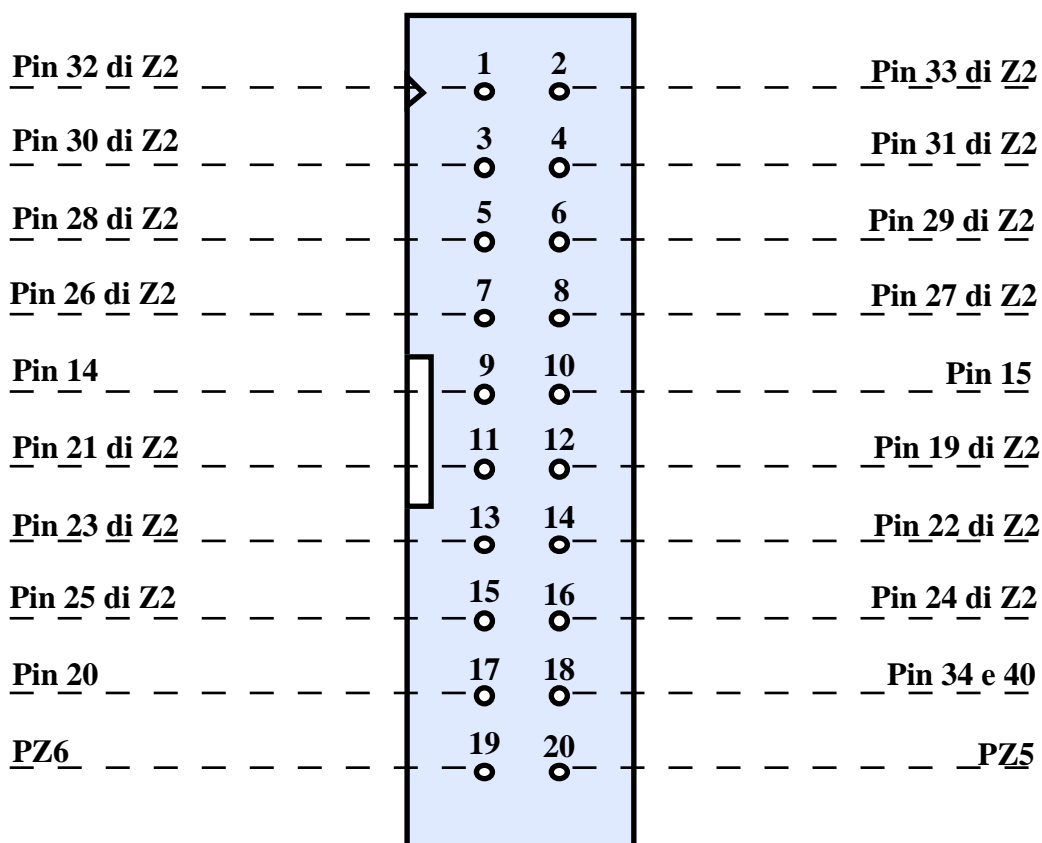 Pin 32 di Z2 1 2 Pin 33 di Z2
Pin 30 di Z2 3 4 Pin 31 di Z2
Pin 28 di Z2 5 6 Pin 29 di Z2
Pin 26 di Z2 7 8 Pin 27 di Z2
Pin 14 9 10 Pin 15
Pin 21 di Z2 11 12 Pin 19 di Z2
Pin 23 di Z2 13 14 Pin 22 di Z2
Pin 25 di Z2 15 16 Pin 24 di Z2
Pin 20 17 18 Pin 34 e 40
PZ6 19 20 PZ5